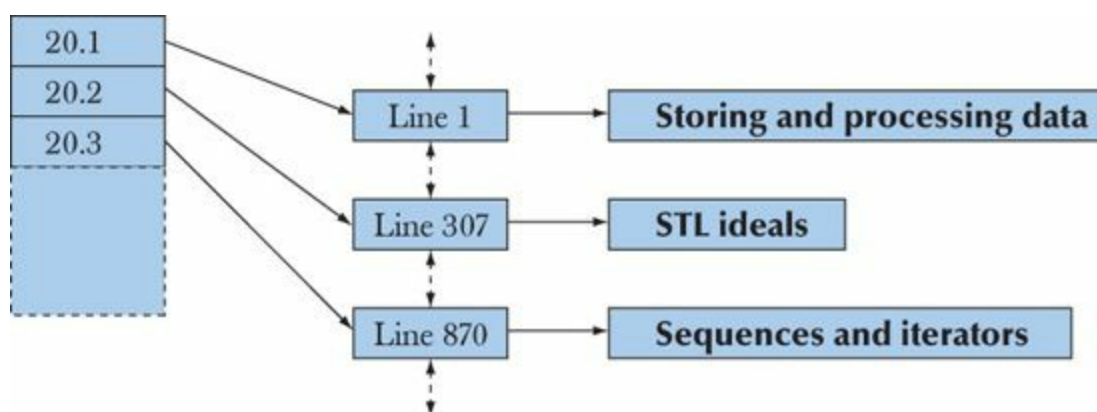 20.1
20.2
20.3
Line 1
Storing and processing data
Line 307
STL ideals
Line 870
Sequences and iterators